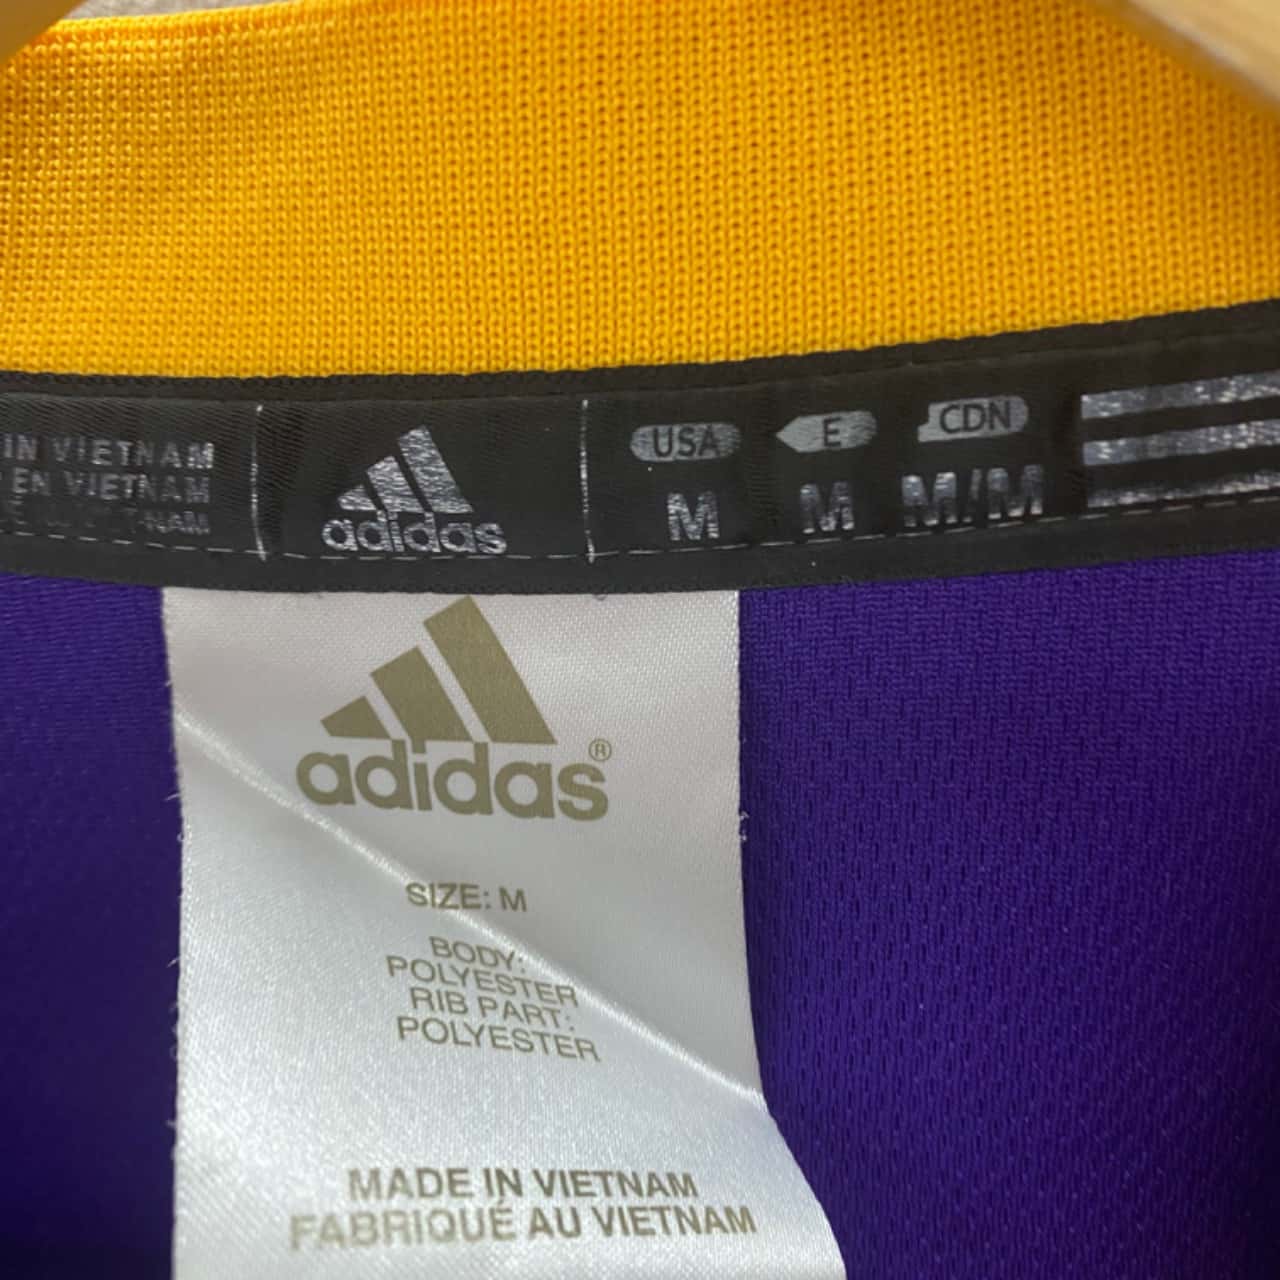 IN VIETNAM
EN VIETNAM
adidas
USA
M
E
M
CDN
M/M
adidas®
SIZE: M
BODY:
POLYESTER
RIB PART:
POLYESTER
MADE IN VIETNAM
FABRIQUÉ AU VIETNAM